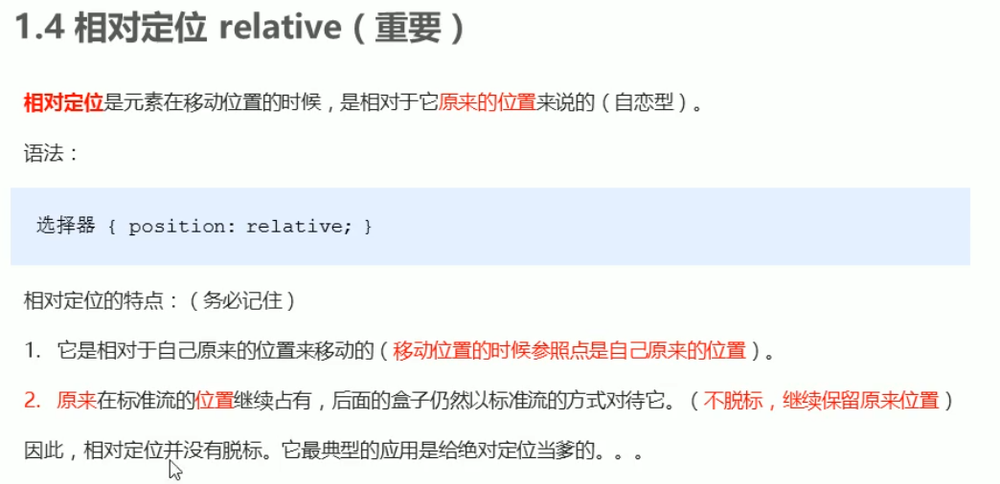 1.4 相对定位 relative（重要）
相对定位是元素在移动位置的时候，是相对于它原来的位置来说的（自恋型）。
语法：
选择器 { position: relative; }
相对定位的特点：（务必记住）
1. 它是相对于自己原来的位置来移动的（移动位置的时候参照点是自己原来的位置）。
2. 原来在标准流的位置继续占有，后面的盒子仍然以标准流的方式对待它。（不脱标，继续保留原来位置）
因此，相对定位并没有脱标。它最典型的应用是给绝对定位当爹的。。。